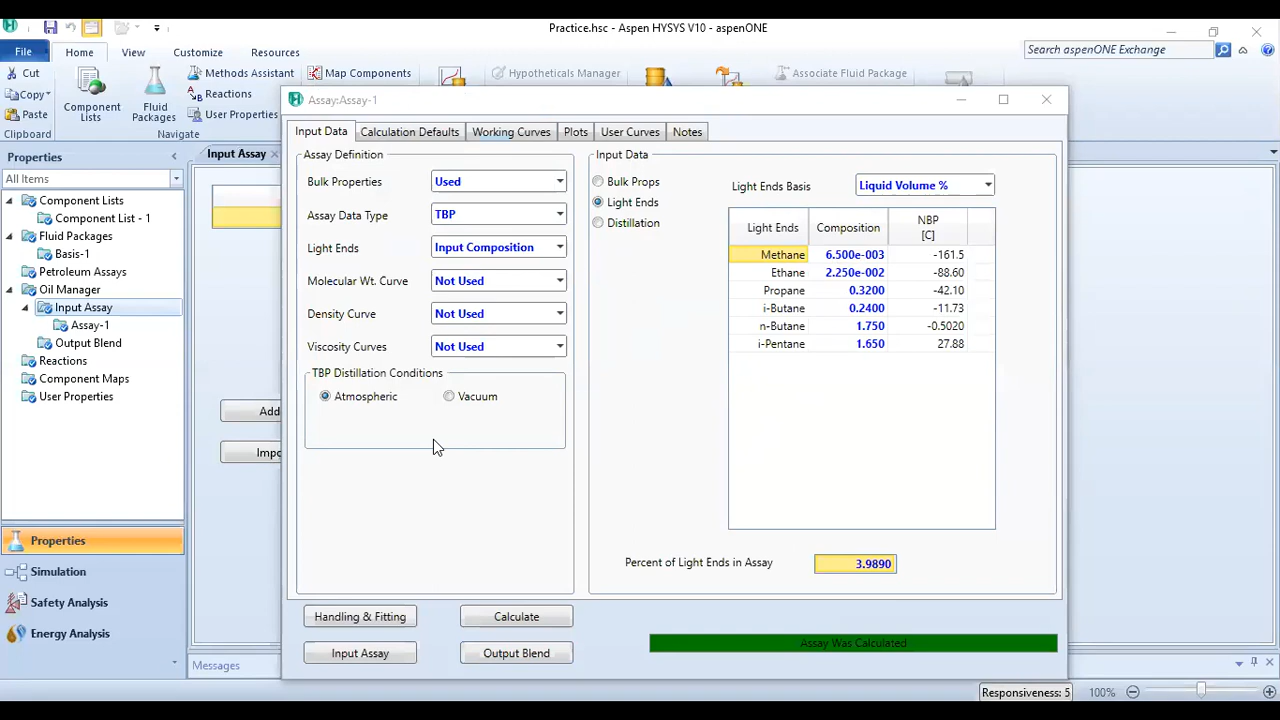 Practice.hsc - Aspen HYSYS V10 - aspenONE
File
Home
View
Customize
Resources
Search aspenONE Exchange
Cut
Copy
Paste
Clipboard
Component Lists
Fluid Packages
Methods Assistant
Reactions
User Properties
Navigate
Map Components
Hypotheticals Manager
Associate Fluid Package
Properties
All Items
Component Lists
Component List - 1
Fluid Packages
Basis-1
Petroleum Assays
Oil Manager
Input Assay
Assay-1
Output Blend
Reactions
Component Maps
User Properties
Properties
Simulation
Safety Analysis
Energy Analysis
Input Assay
Add
Impo
Messages
Assay:Assay-1
Input Data
Calculation Defaults
Working Curves
Plots
User Curves
Notes
Assay Definition
Bulk Properties Used
Assay Data Type TBP
Light Ends Input Composition
Molecular Wt. Curve Not Used
Density Curve Not Used
Viscosity Curves Not Used
TBP Distillation Conditions
Atmospheric Vacuum
Input Data
Bulk Props
Light Ends
Distillation
Light Ends Basis Liquid Volume %
Light Ends Composition NBP [C]
Methane 6.500e-003 -161.5
Ethane 2.250e-002 -88.60
Propane 0.3200 -42.10
i-Butane 0.2400 -11.73
n-Butane 1.750 -0.5020
i-Pentane 1.650 27.88
Percent of Light Ends in Assay 3.9890
Handling & Fitting
Calculate
Input Assay
Output Blend
Assay Was Calculated
Responsiveness: 5
100%